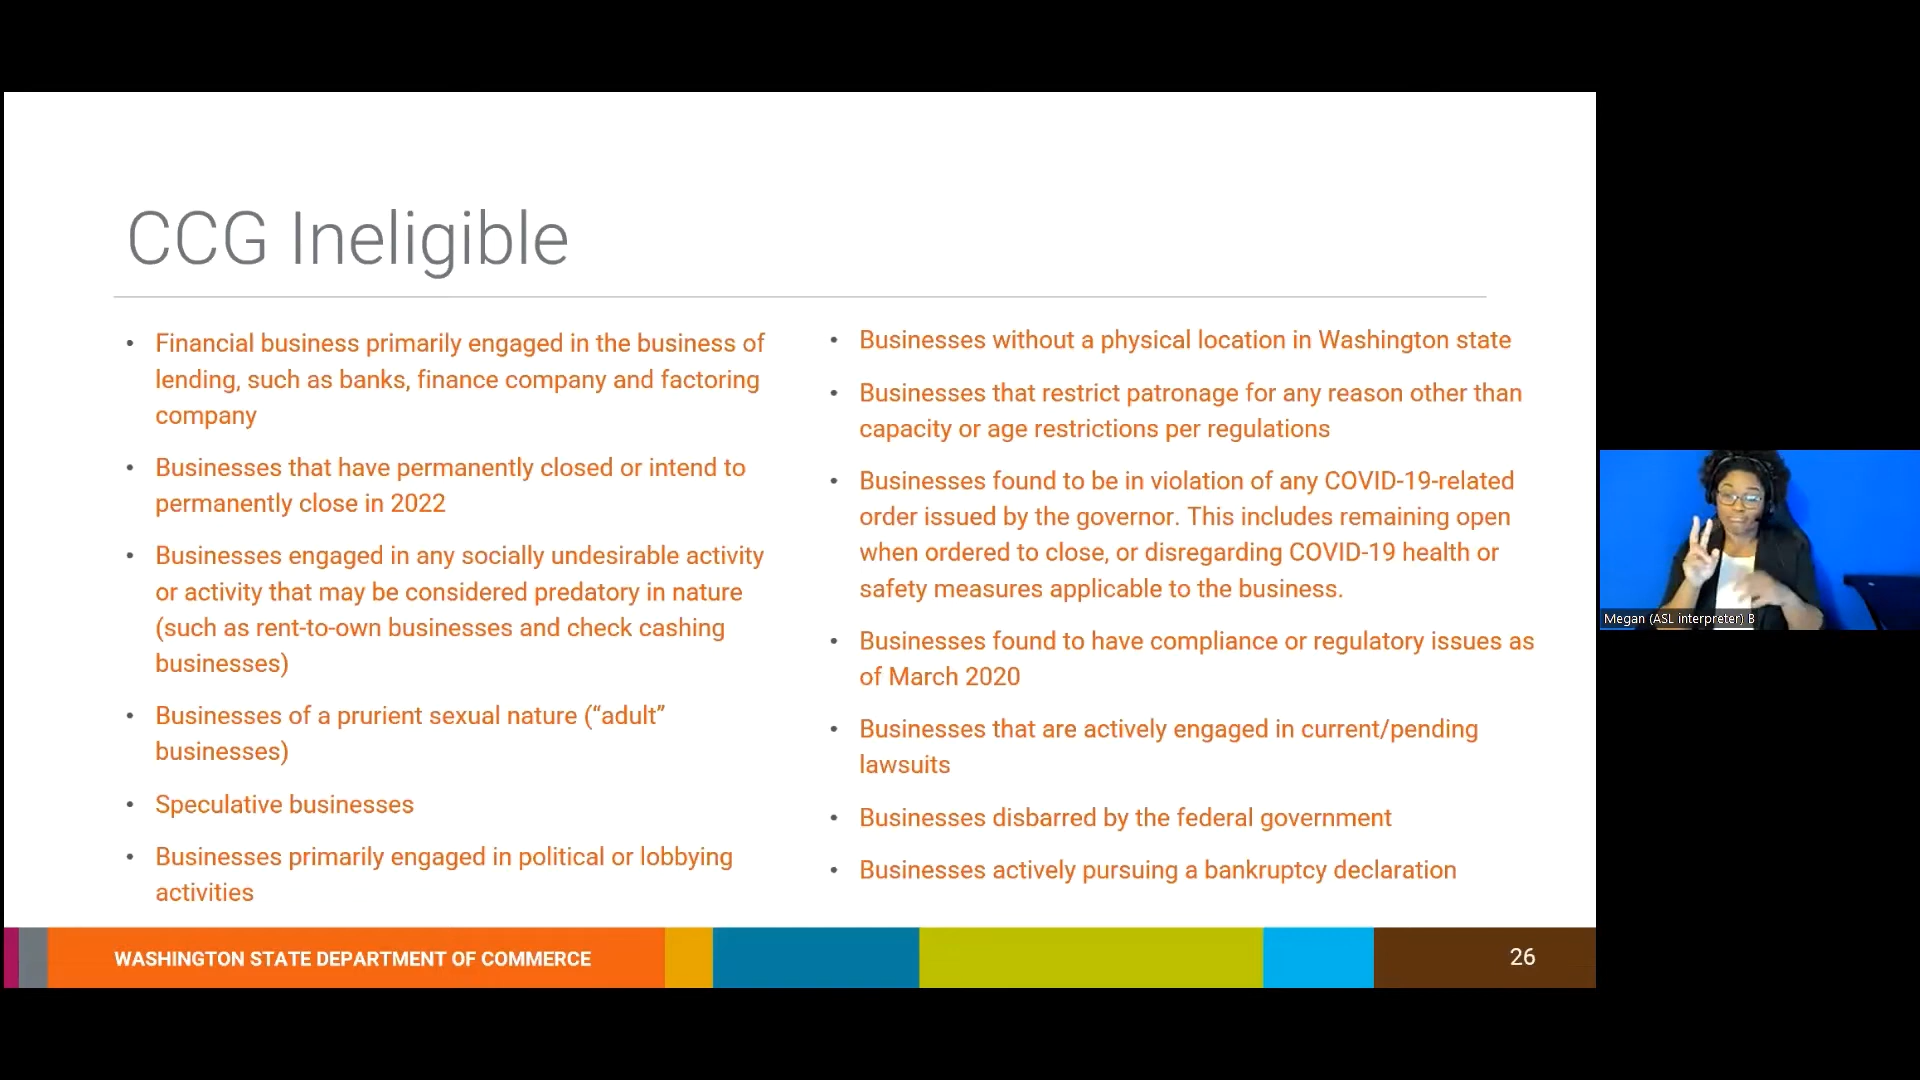 CCG Ineligible
• Financial business primarily engaged in the business of
lending, such as banks, finance company and factoring
company
• Businesses that have permanently closed or intend to
permanently close in 2022
• Businesses engaged in any socially undesirable activity
or activity that may be considered predatory in nature
(such as rent-to-own businesses and check cashing
businesses)
• Businesses of a prurient sexual nature (“adult”
businesses)
• Speculative businesses
• Businesses primarily engaged in political or lobbying
activities
• Businesses without a physical location in Washington state
• Businesses that restrict patronage for any reason other than
capacity or age restrictions per regulations
• Businesses found to be in violation of any COVID-19-related
order issued by the governor. This includes remaining open
when ordered to close, or disregarding COVID-19 health or
safety measures applicable to the business.
• Businesses found to have compliance or regulatory issues as
of March 2020
• Businesses that are actively engaged in current/pending
lawsuits
• Businesses disbarred by the federal government
• Businesses actively pursuing a bankruptcy declaration
WASHINGTON STATE DEPARTMENT OF COMMERCE
26
Megan (ASL interpreter) B